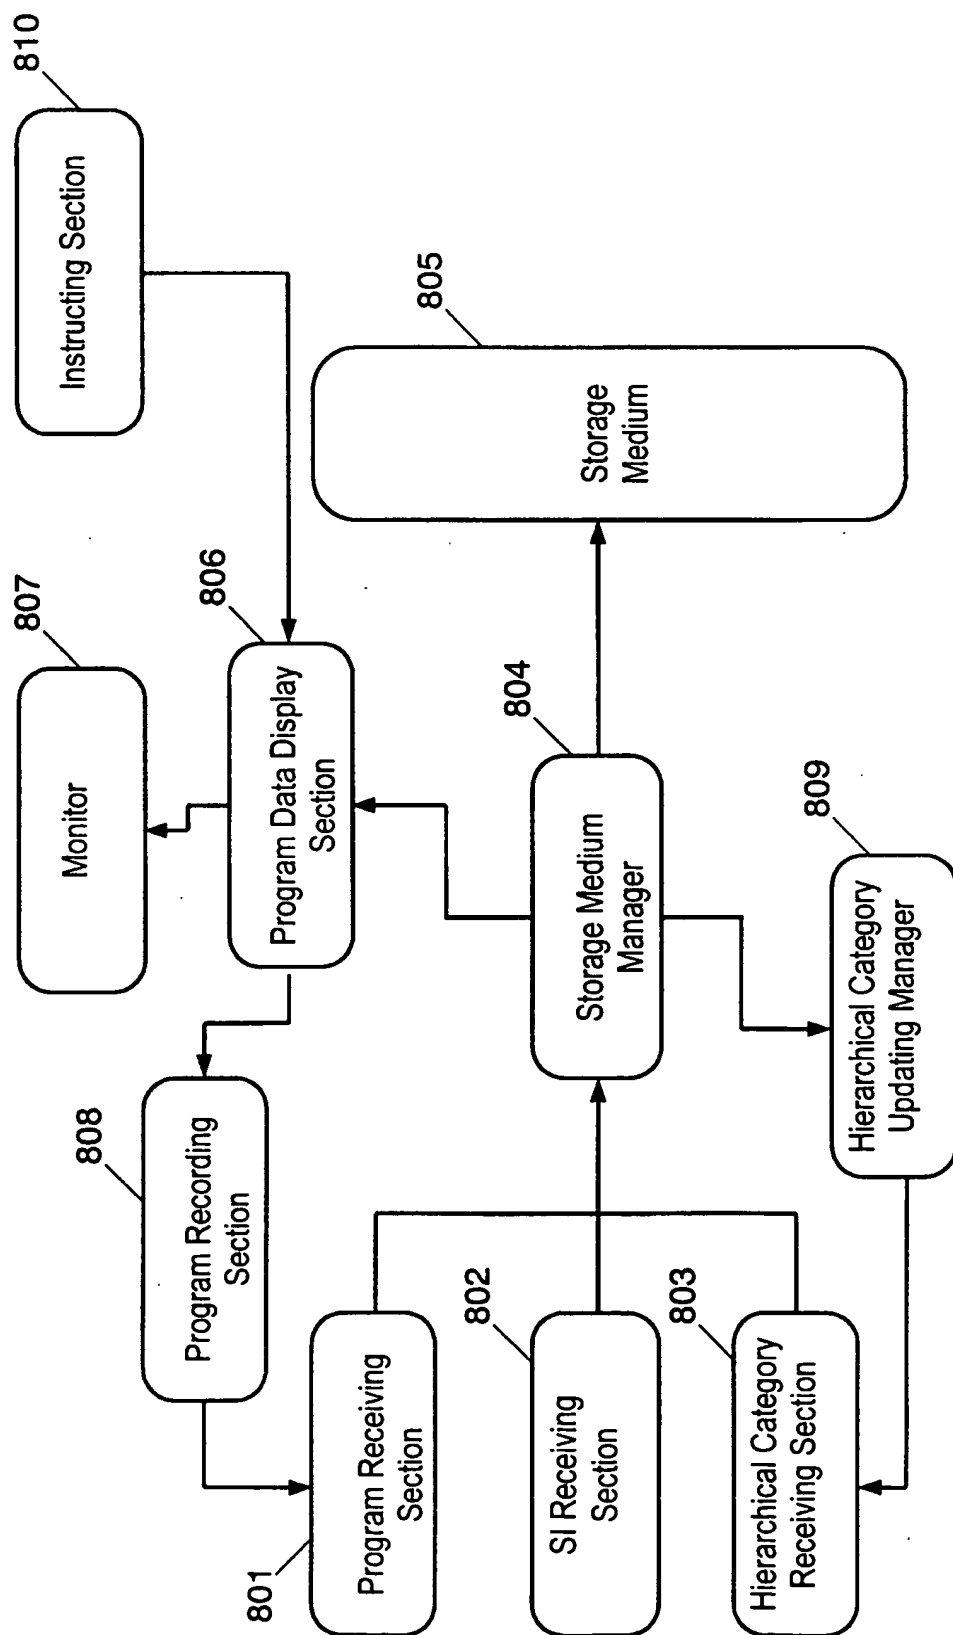 810
Instructing Section
807
Monitor
806
Program Data Display
Section
805
Storage
Medium
808
Program Recording
Section
804
Storage Medium
Manager
801
Program Receiving
Section
802
SI Receiving
Section
803
Hierarchical Category
Receiving Section
809
Hierarchical Category
Updating Manager